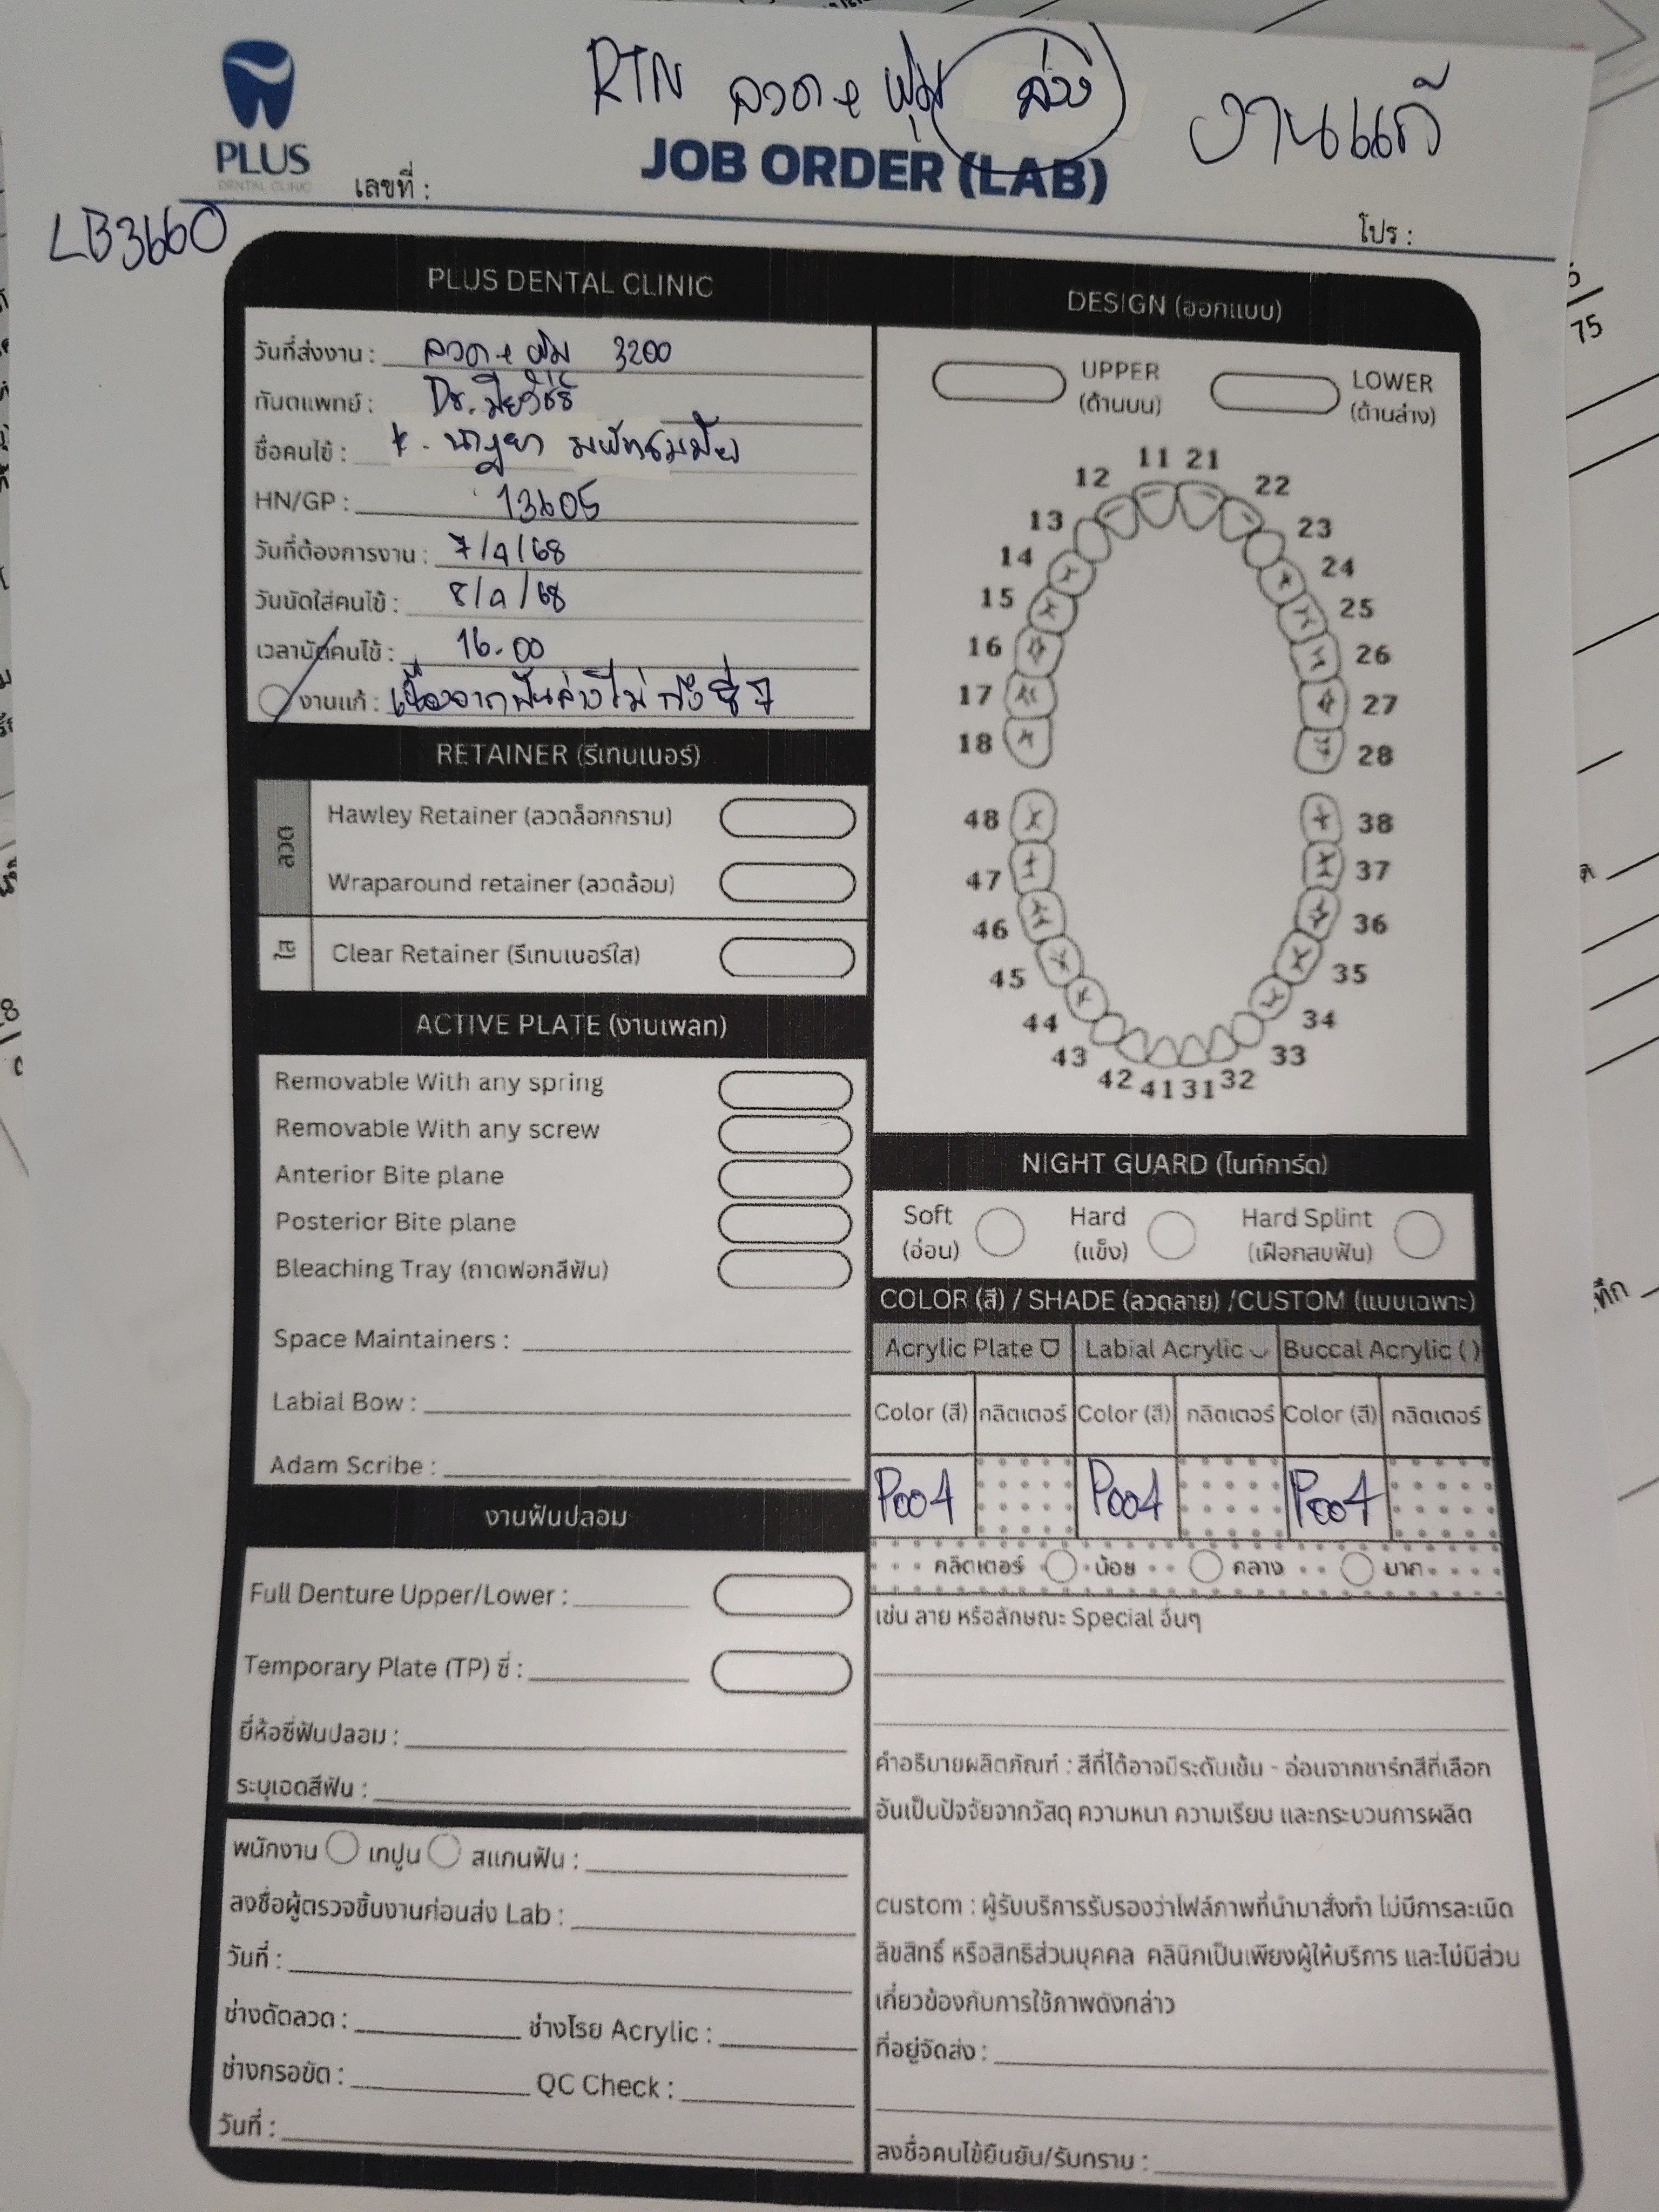 RTN ลวด + พิม ล่าง งานแก้
PLUS
DENTAL CLINIC
JOB ORDER (LAB)
เลขที่ :
โปร :
LB3660
PLUS DENTAL CLINIC
วันที่ส่งงาน : ลวด + พิม 3200
ทันตแพทย์ : Dr.
ชื่อคนไข้ : K.
HN/GP : 13605
วันที่ต้องการงาน : 7/9/68
วันนัดใส่คนไข้ : 8/9/68
เวลานัดคนไข้ : 16.00
งานแก้ : เนื่องจากฟันล่างไม่ถึงซี่ 7
RETAINER (รีเทนเนอร์)
ลวด
Hawley Retainer (ลวดล็อกกราม)
Wraparound retainer (ลวดล้อม)
ใส
Clear Retainer (รีเทนเนอร์ใส)
ACTIVE PLATE (งานเพลท)
Removable With any spring
Removable With any screw
Anterior Bite plane
Posterior Bite plane
Bleaching Tray (ถาดฟอกสีฟัน)
Space Maintainers :
Labial Bow :
Adam Scribe :
งานฟันปลอม
Full Denture Upper/Lower :
Temporary Plate (TP) ซี่ :
ยี่ห้อซี่ฟันปลอม :
ระบุเฉดสีฟัน :
พนักงาน เทปูน สแกนฟัน :
ลงชื่อผู้ตรวจชิ้นงานก่อนส่ง Lab :
วันที่ :
ช่างดัดลวด : ช่างโรย Acrylic :
ช่างกรอขัด : QC Check :
วันที่ :
DESIGN (ออกแบบ)
UPPER
(ด้านบน)
LOWER
(ด้านล่าง)
11 21
12 22
13 23
14 24
15 25
16 26
17 27
18 28
48 38
47 37
46 36
45 35
44 34
43 33
42 41 31 32
NIGHT GUARD (ไนท์การ์ด)
Soft
(อ่อน)
Hard
(แข็ง)
Hard Splint
(เฝือกสบฟัน)
COLOR (สี) / SHADE (ลวดลาย) /CUSTOM (แบบเฉพาะ)
Acrylic Plate Labial Acrylic Buccal Acrylic ( )
Color (สี) กลิตเตอร์ Color (สี) กลิตเตอร์ Color (สี) กลิตเตอร์
P004 P004 P004
กลิตเตอร์ น้อย กลาง มาก
เช่น ลาย หรือลักษณะ Special อื่นๆ
คำอธิบายผลิตภัณฑ์ : สีที่ได้อาจมีระดับเข้ม - อ่อนจากชาร์ทสีที่เลือก
อันเป็นปัจจัยจากวัสดุ ความหนา ความเรียบ และกระบวนการผลิต
custom : ผู้รับบริการรับรองว่าไฟล์ภาพที่นำมาสั่งทำ ไม่มีการละเมิด
ลิขสิทธิ์ หรือสิทธิส่วนบุคคล คลินิกเป็นเพียงผู้ให้บริการ และไม่มีส่วน
เกี่ยวข้องกับการใช้ภาพดังกล่าว
ที่อยู่จัดส่ง :
ลงชื่อคนไข้ยืนยัน/รับทราบ :